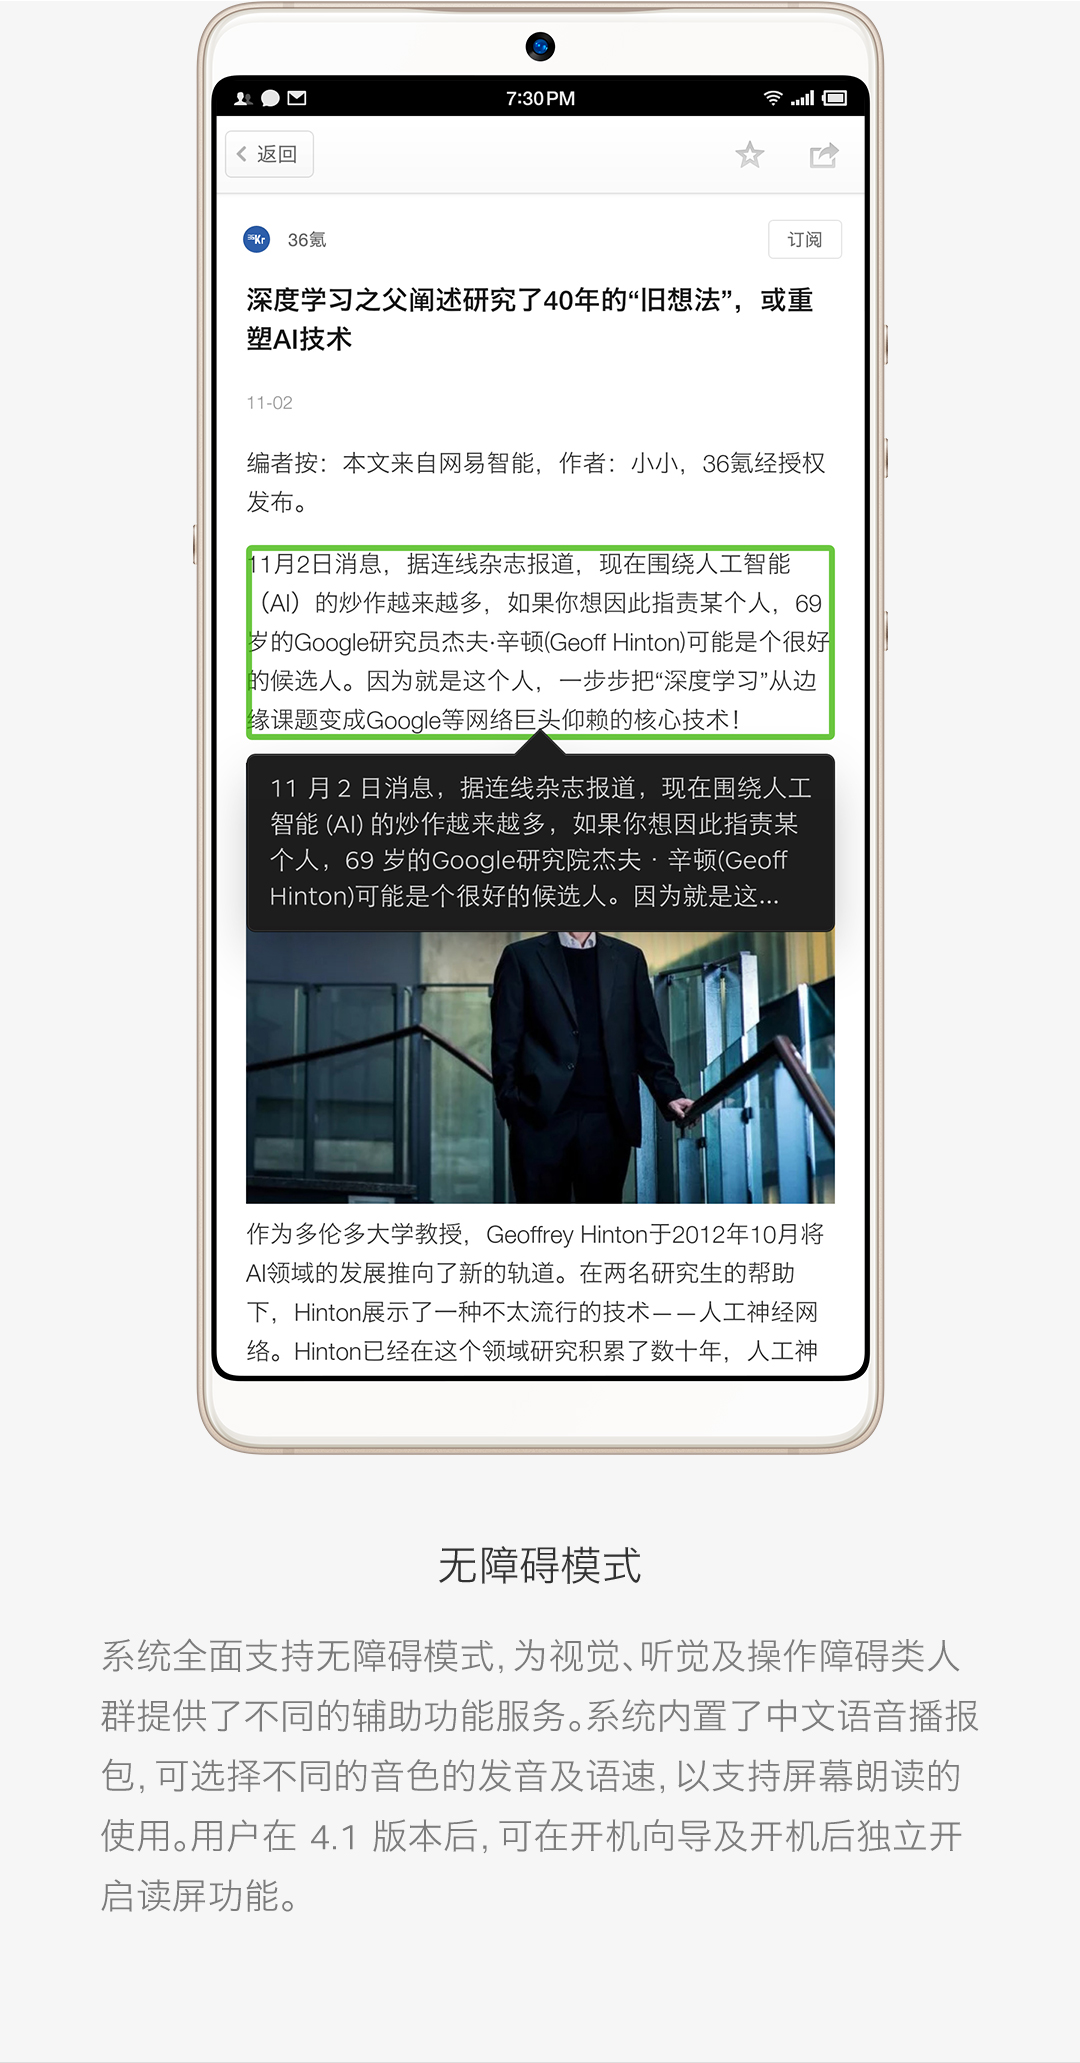 7:30PM
返回
36Kr
36氪
订阅
深度学习之父阐述研究了40年的“旧想法”，或重
塑AI技术
11-02
编者按：本文来自网易智能，作者：小小，36氪经授权
发布。
11月2日消息，据连线杂志报道，现在围绕人工智能
（AI）的炒作越来越多，如果你想因此指责某个人，69
岁的Google研究员杰夫·辛顿(Geoff Hinton)可能是个很好
的候选人。因为就是这个人，一步步把“深度学习”从边
缘课题变成Google等网络巨头仰赖的核心技术！
11 月 2 日消息，据连线杂志报道，现在围绕人工
智能 (AI) 的炒作越来越多，如果你想因此指责某
个人，69 岁的Google研究院杰夫 · 辛顿(Geoff
Hinton)可能是个很好的候选人。因为就是这...
作为多伦多大学教授，Geoffrey Hinton于2012年10月将
AI领域的发展推向了新的轨道。在两名研究生的帮助
下，Hinton展示了一种不太流行的技术——人工神经网
络。Hinton已经在这个领域研究积累了数十年，人工神
无障碍模式
系统全面支持无障碍模式，为视觉、听觉及操作障碍类人
群提供了不同的辅助功能服务。系统内置了中文语音播报
包，可选择不同的音色的发音及语速，以支持屏幕朗读的
使用。用户在 4.1 版本后，可在开机向导及开机后独立开
启读屏功能。